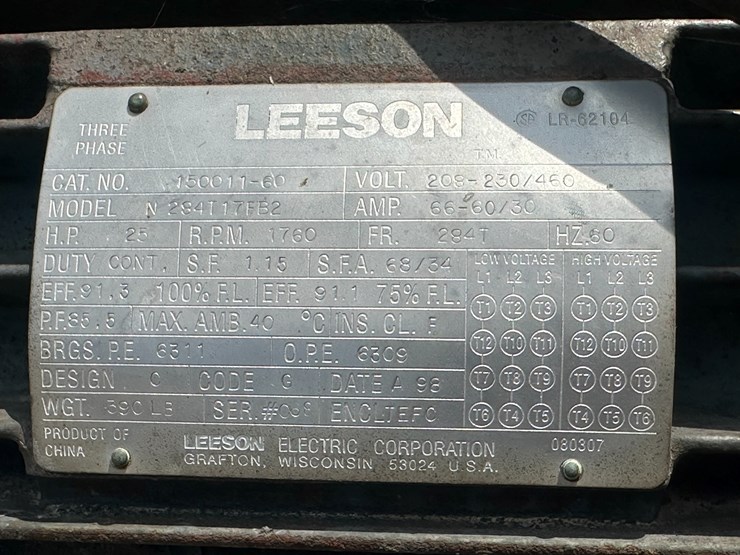 THREE
PHASE
LEESON
LR-62104
T.M.
CAT. NO. 150011-60 VOLT. 208-230/460
MODEL N 284T17FB2 AMP. 66-60/30
H.P. 25 R.P.M. 1760 FR. 284T HZ. 60
DUTY CONT. S.F. 1.15 S.F.A. 68/34
LOW VOLTAGE HIGH VOLTAGE
L1 L2 L3 L1 L2 L3
EFF. 91.3 100% F.L. EFF. 91.1 75% F.L.
T1 T2 T3 T1 T2 T3
P.F. 85.5 MAX. AMB. 40 °C INS. CL. F
T12 T10 T11 T12 T10 T11
BRGS. P.E. 6311 O.P.E. 6309
DESIGN C CODE G DATE A 98
T7 T8 T9 T7 T8 T9
WGT. 390 LB SER.# ENCL TEFC
T6 T4 T5 T4 T5 T6
PRODUCT OF
CHINA
LEESON ELECTRIC CORPORATION
GRAFTON, WISCONSIN 53024 U.S.A.
080307